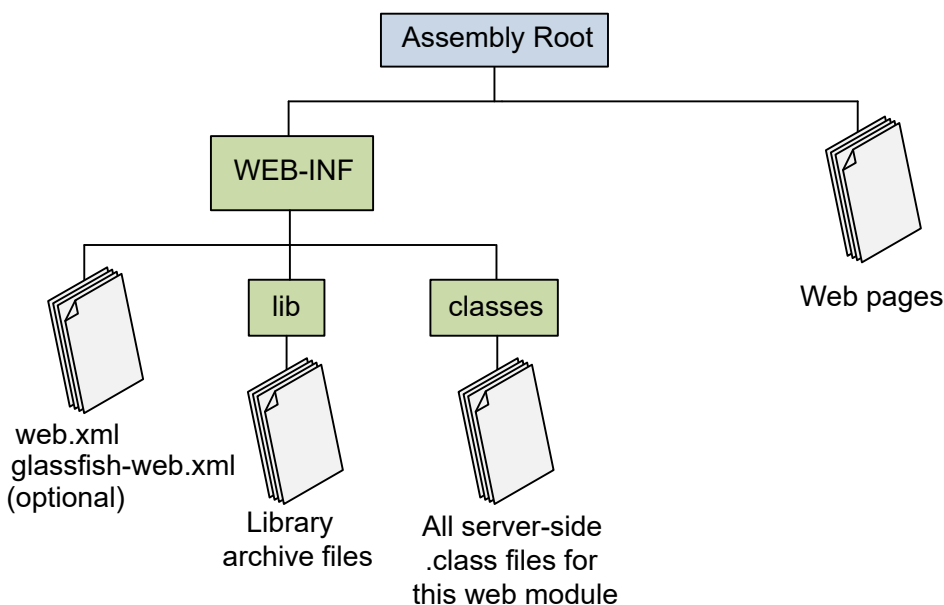 Assembly Root
WEB-INF
lib
classes
Web pages
web.xml
glassfish-web.xml
(optional)
Library
archive files
All server-side
.class files for
this web module